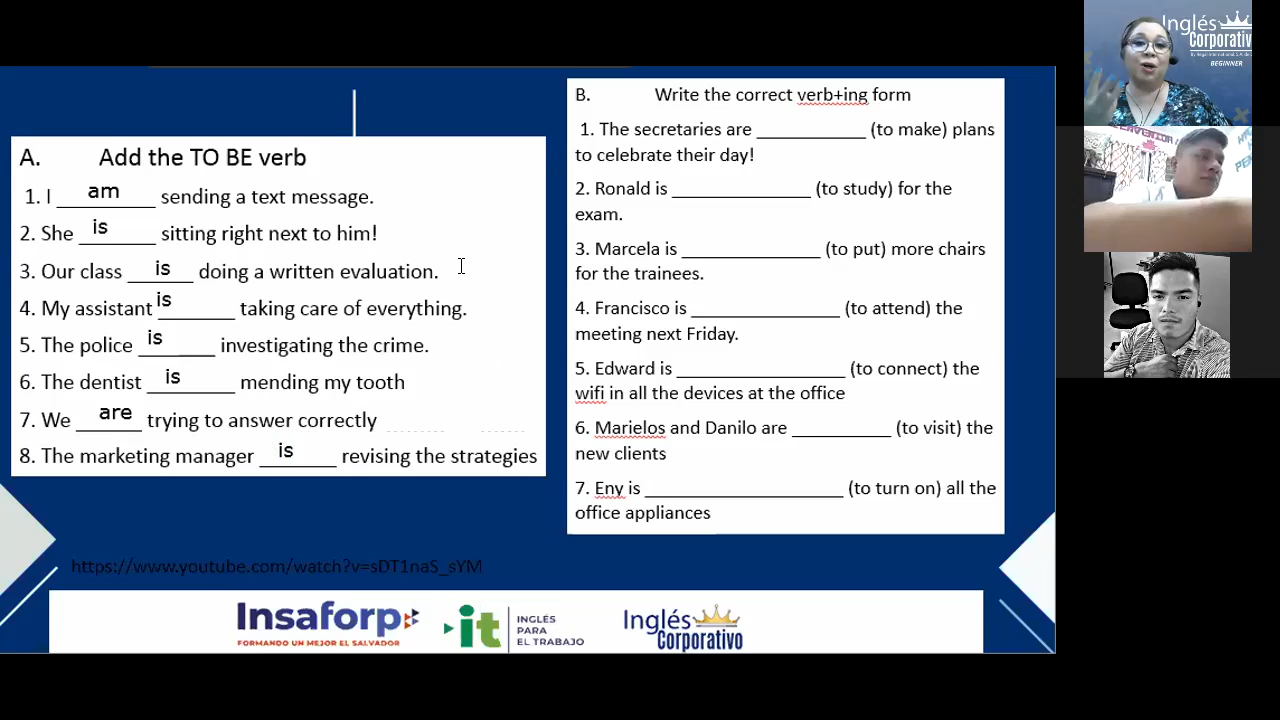 A. Add the TO BE verb
1. I am sending a text message.
2. She is sitting right next to him!
3. Our class is doing a written evaluation.
4. My assistant is taking care of everything.
5. The police is investigating the crime.
6. The dentist is mending my tooth
7. We are trying to answer correctly
8. The marketing manager is revising the strategies
https://www.youtube.com/watch?v=sDT1naS_sYM
B. Write the correct verb+ing form
1. The secretaries are __________ (to make) plans
to celebrate their day!
2. Ronald is _____________ (to study) for the
exam.
3. Marcela is _____________ (to put) more chairs
for the trainees.
4. Francisco is ______________ (to attend) the
meeting next Friday.
5. Edward is ________________ (to connect) the
wifi in all the devices at the office
6. Marielos and Danilo are _________ (to visit) the
new clients
7. Eny is ___________________ (to turn on) all the
office appliances
Insaforp
FORMANDO UN MEJOR EL SALVADOR
it
INGLÉS
PARA
EL TRABAJO
Inglés
Corporativo
Inglés
Corporativo
BEGINNER